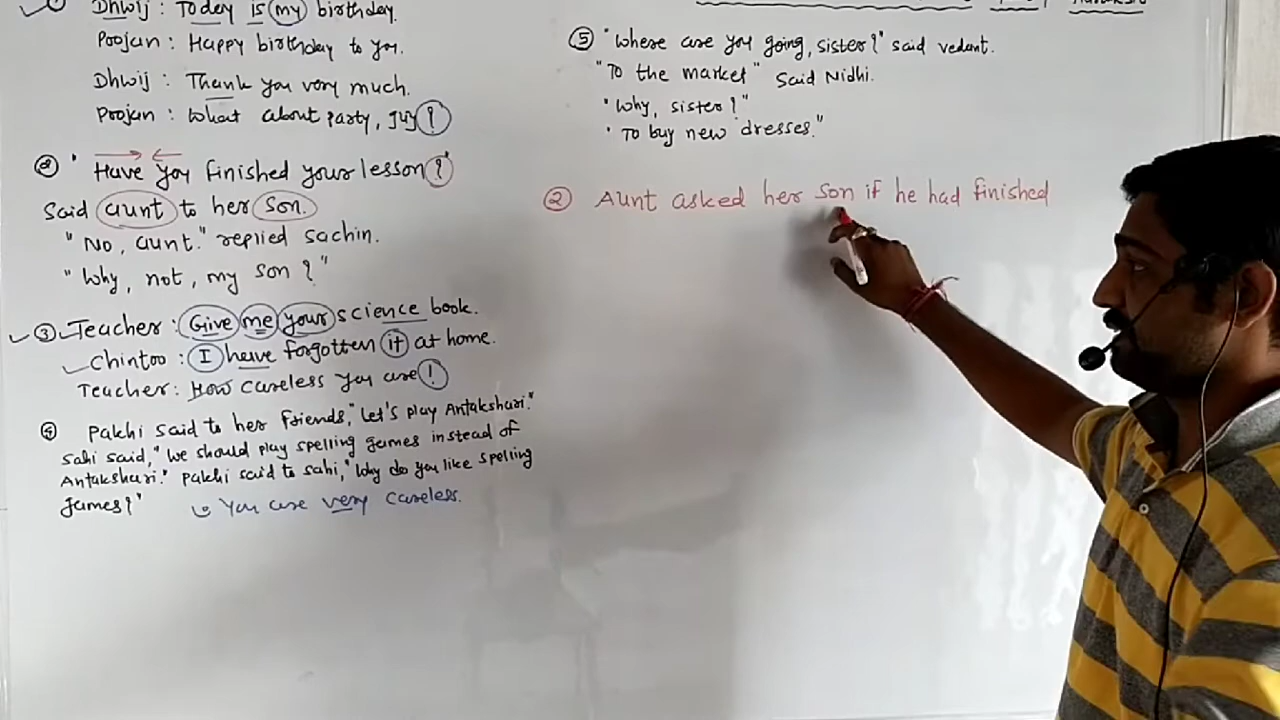 ① Dhwij : Today is my birthday.
Poojan : Happy birthday to you.
Dhwij : Thank you very much.
Poojan : What about party, guy?
② "Have you finished your lesson?"
Said aunt to her son.
"No, aunt." replied sachin.
"Why, not, my son?"
③ Teacher : Give me your science book.
Chintoo : I have forgotten it at home.
Teacher : How careless you are!
④ Pakhi said to her friends, "Let's play Antakshari."
Sahi said, "We should play spelling games instead of
Antakshari." Pakhi said to sahi, "Why do you like spelling
games?"
↳ You are very careless.
⑤ "Where are you going, sister?" said vedant.
"To the market" Said Nidhi.
"Why, sister?"
"To buy new dresses."
② Aunt asked her son if he had finished